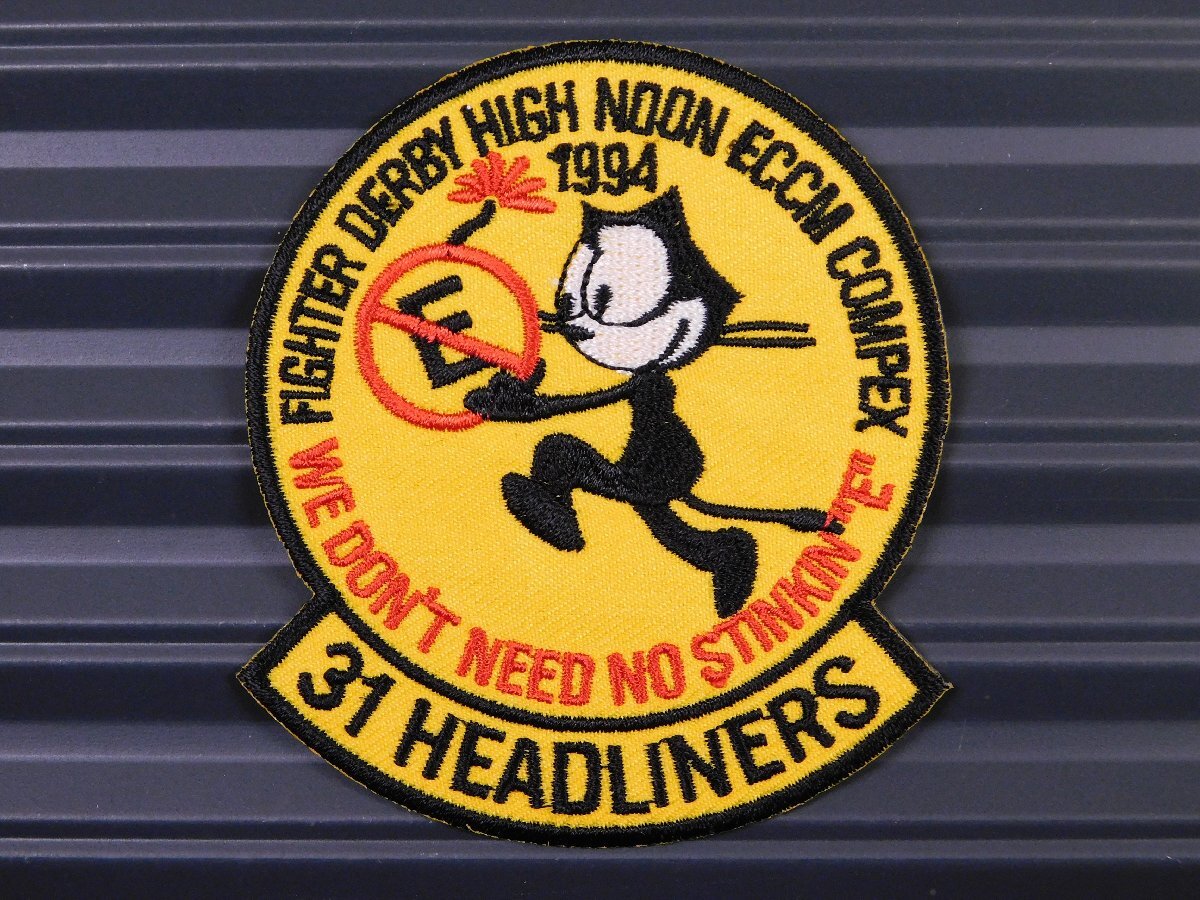 FIGHTER DERBY HIGH NOON ECCM COMPEX
1994
E
WE DON'T NEED NO STINKIN' "E"
31 HEADLINERS